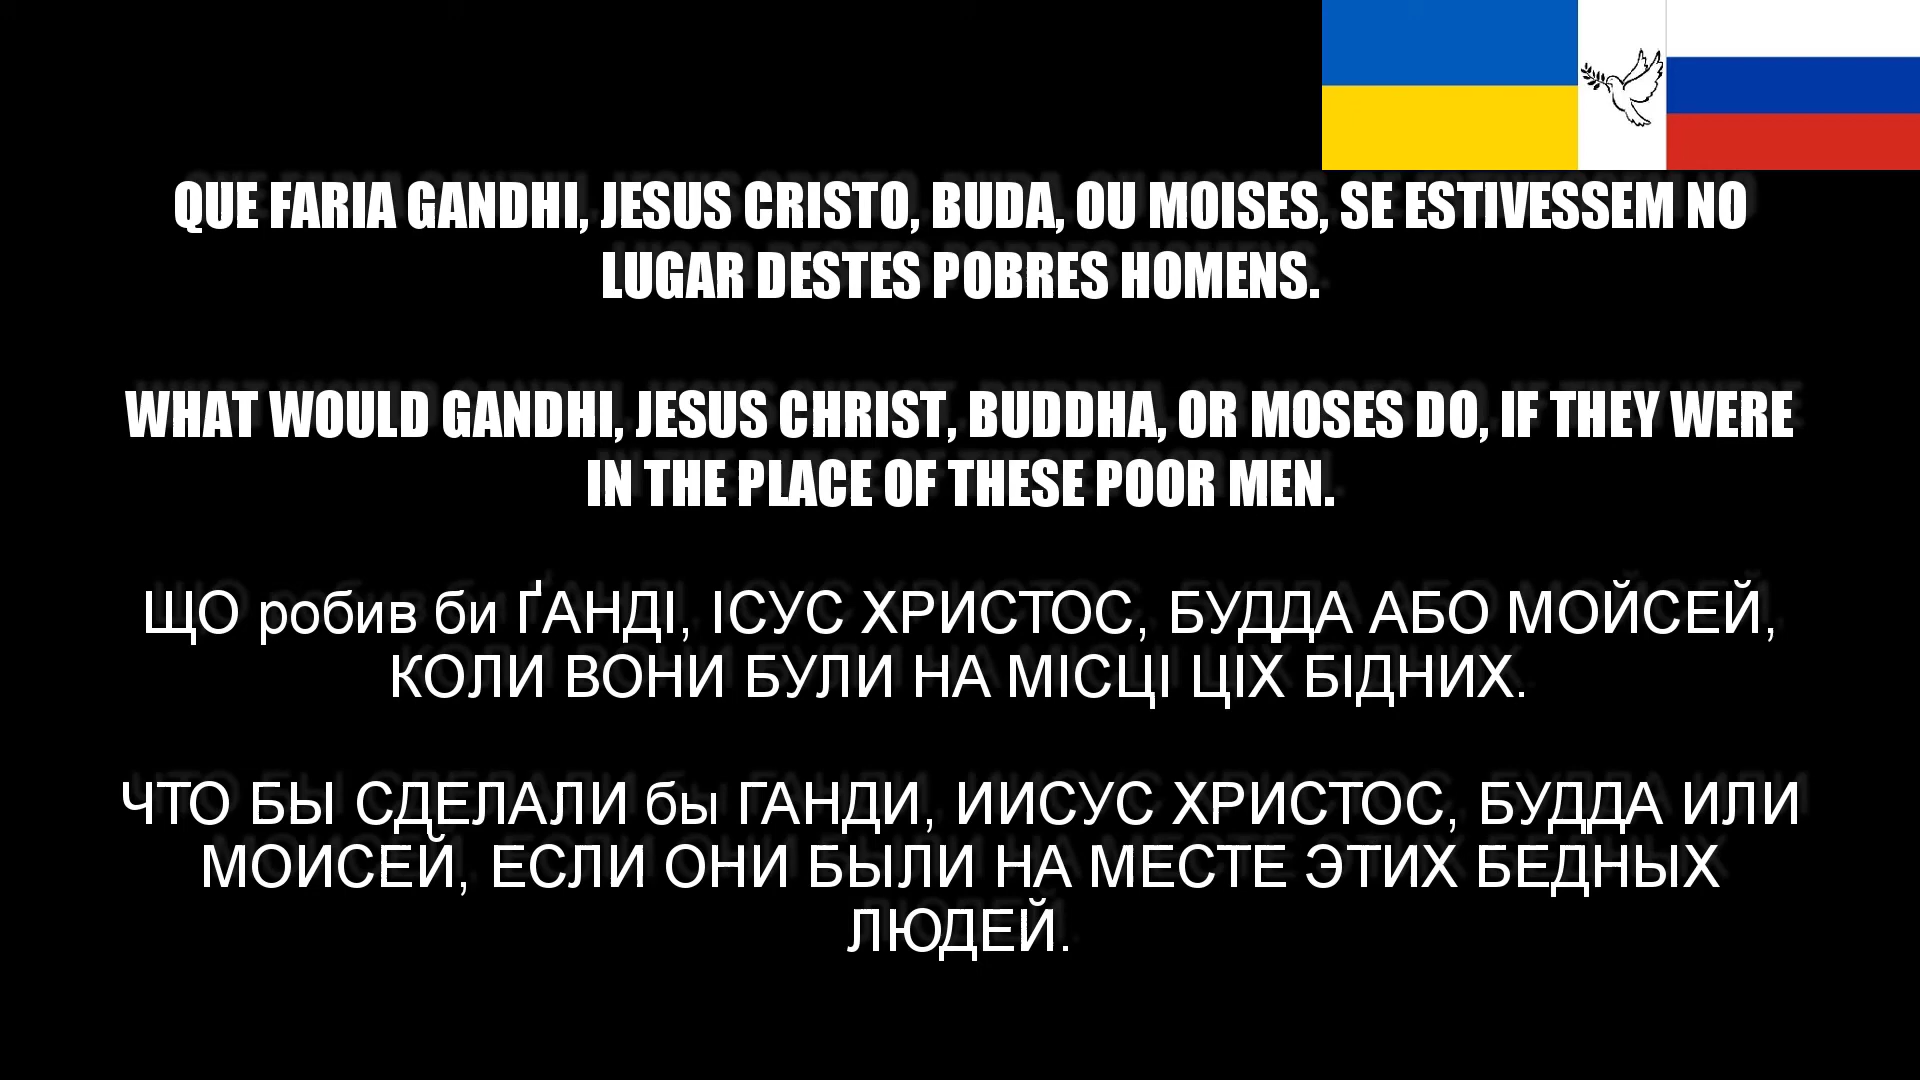 QUE FARIA GANDHI, JESUS CRISTO, BUDA, OU MOISES, SE ESTIVESSEM NO
LUGAR DESTES POBRES HOMENS.
WHAT WOULD GANDHI, JESUS CHRIST, BUDDHA, OR MOSES DO, IF THEY WERE
IN THE PLACE OF THESE POOR MEN.
ЩО робив би ҐАНДІ, ІСУС ХРИСТОС, БУДДА АБО МОЙСЕЙ,
КОЛИ ВОНИ БУЛИ НА МІСЦІ ЦІХ БІДНИХ.
ЧТО БЫ СДЕЛАЛИ бы ГАНДИ, ИИСУС ХРИСТОС, БУДДА ИЛИ
МОИСЕЙ, ЕСЛИ ОНИ БЫЛИ НА МЕСТЕ ЭТИХ БЕДНЫХ
ЛЮДЕЙ.